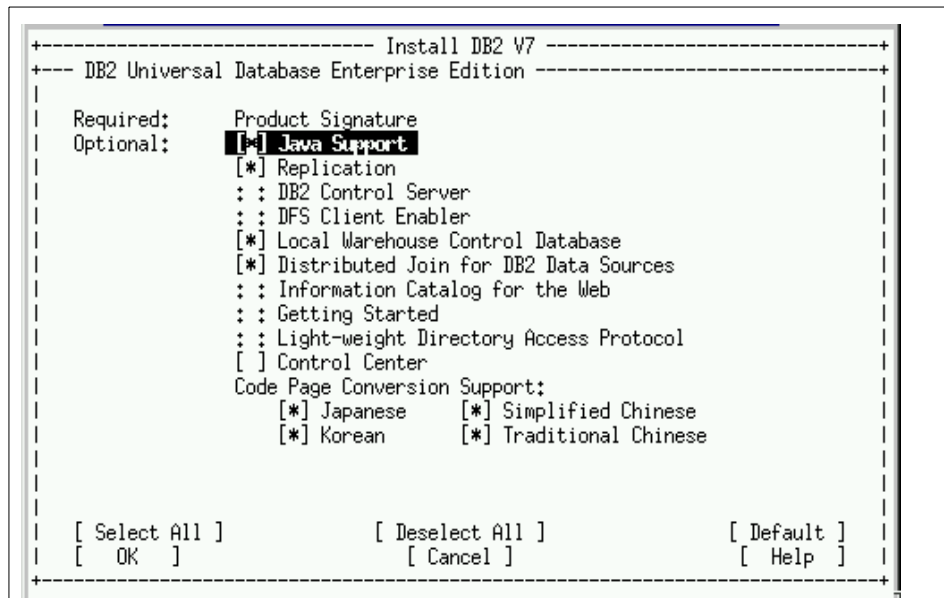 +------------------------------- Install DB2 V7 -------------------------------+
+--- DB2 Universal Database Enterprise Edition --------------------------------+
Required: Product Signature
Optional: [*] Java Support
[*] Replication
: : DB2 Control Server
: : DFS Client Enabler
[*] Local Warehouse Control Database
[*] Distributed Join for DB2 Data Sources
: : Information Catalog for the Web
: : Getting Started
: : Light-weight Directory Access Protocol
[ ] Control Center
Code Page Conversion Support:
[*] Japanese [*] Simplified Chinese
[*] Korean [*] Traditional Chinese
[ Select All ] [ Deselect All ] [ Default ]
[ OK ] [ Cancel ] [ Help ]